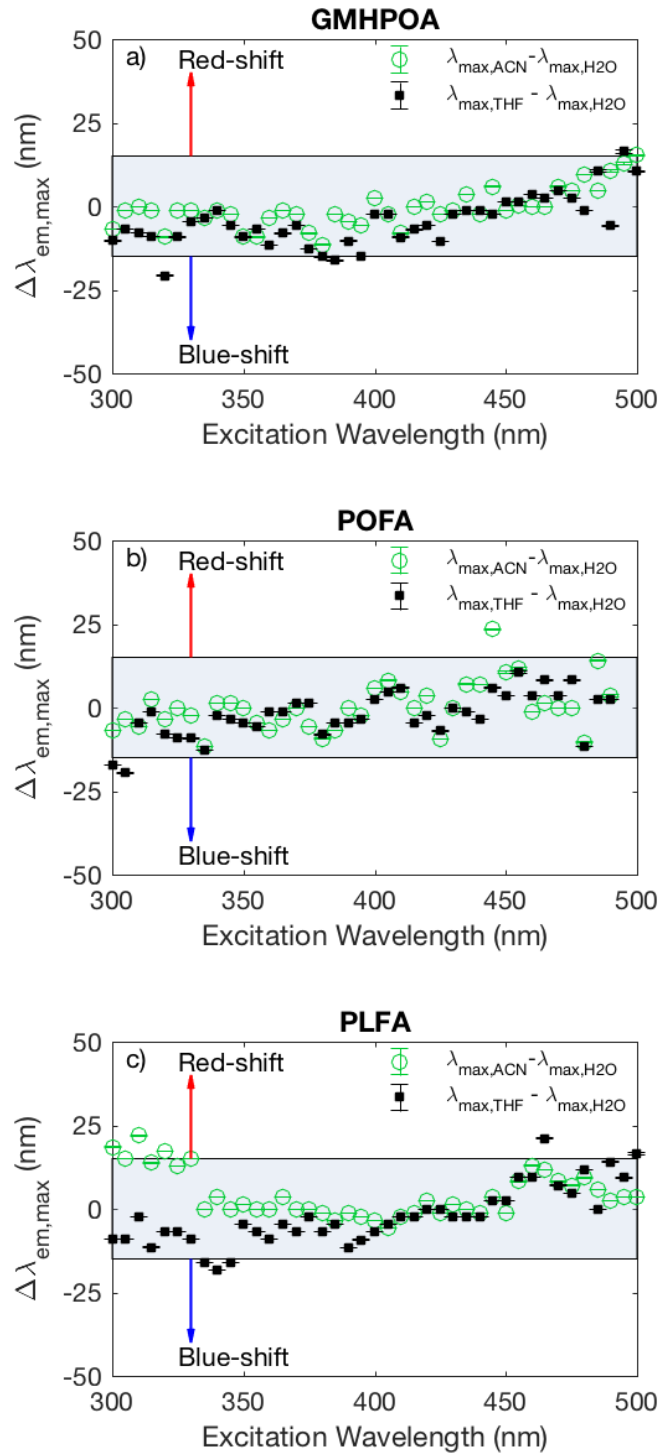 GMHPOA
a)
Red-shift
λmax,ACN-λmax,H2O
λmax,THF - λmax,H2O
50
25
0
-25
-50
Δλem,max (nm)
Blue-shift
300 350 400 450 500
Excitation Wavelength (nm)
POFA
b)
Red-shift
λmax,ACN-λmax,H2O
λmax,THF - λmax,H2O
50
25
0
-25
-50
Δλem,max (nm)
Blue-shift
300 350 400 450 500
Excitation Wavelength (nm)
PLFA
c)
Red-shift
λmax,ACN-λmax,H2O
λmax,THF - λmax,H2O
50
25
0
-25
-50
Δλem,max (nm)
Blue-shift
300 350 400 450 500
Excitation Wavelength (nm)